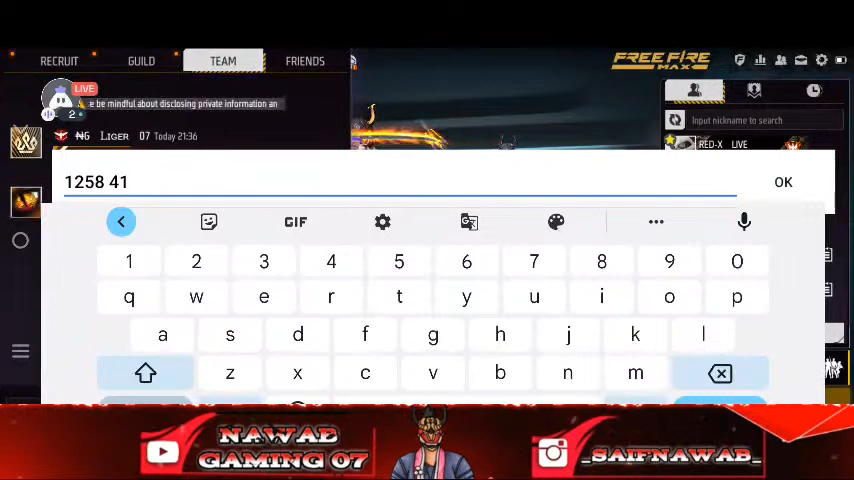 RECRUIT GUILD TEAM FRIENDS
FREE FIRE
MAX
LIVE
e be mindful about disclosing private information an
2
₦6 LIGER 07 Today 21:36
Input nickname to search
RED-X LIVE
1258 41
OK
GIF
1 2 3 4 5 6 7 8 9 0
q w e r t y u i o p
a s d f g h j k l
z x c v b n m
NAWAB
GAMING 07
_SAIFNAWAB_